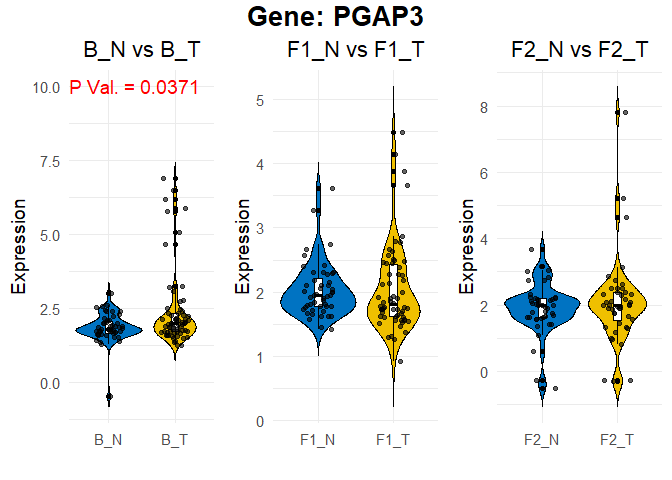 Gene: PGAP3
B_N vs B_T
F1_N vs F1_T
F2_N vs F2_T
P Val. = 0.0371
Expression
10.0
7.5
5.0
2.5
0.0
B_N
B_T
Expression
5
4
3
2
1
0
F1_N
F1_T
Expression
8
6
4
2
0
F2_N
F2_T